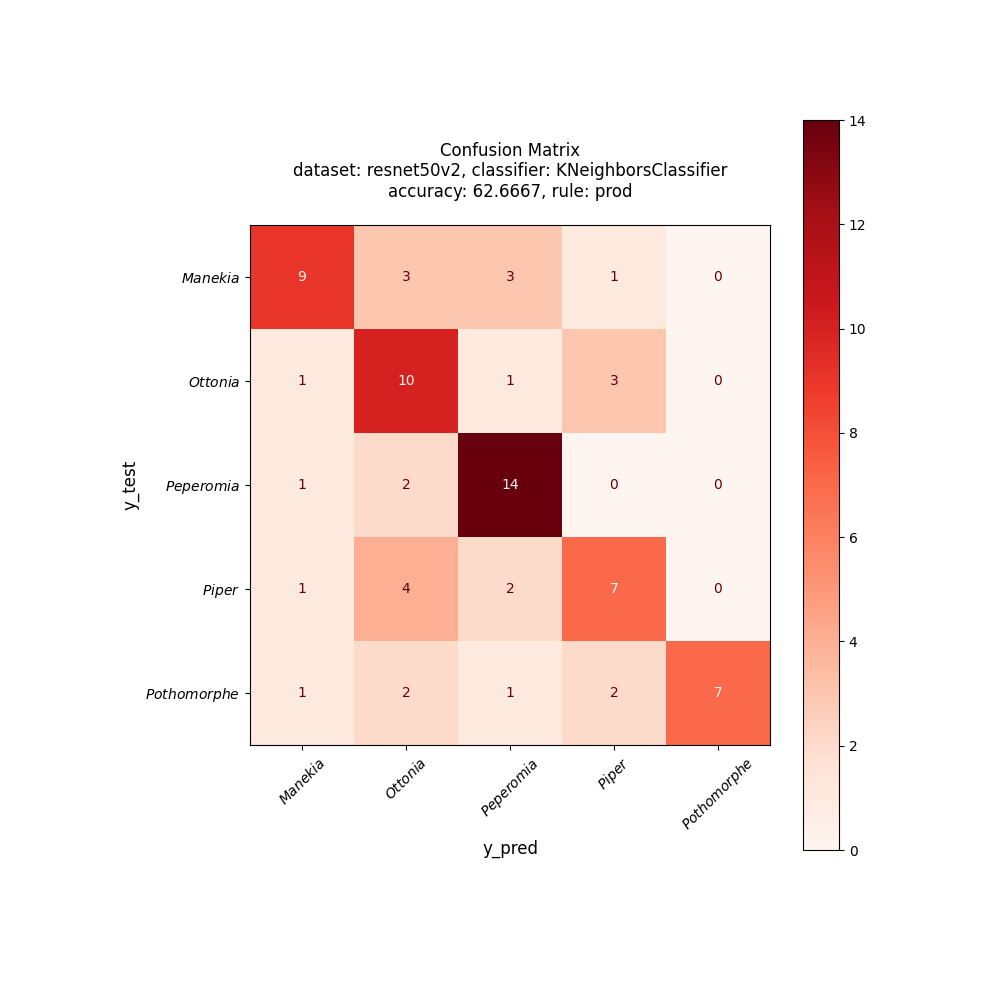 Confusion Matrix
dataset: resnet50v2, classifier: KNeighborsClassifier
accuracy: 62.6667, rule: prod
14
12
10
8
6
4
2
0
y_test
Manekia 9 3 3 1 0
Ottonia 1 10 1 3 0
Peperomia 1 2 14 0 0
Piper 1 4 2 7 0
Pothomorphe 1 2 1 2 7
Manekia Ottonia Peperomia Piper Pothomorphe
y_pred